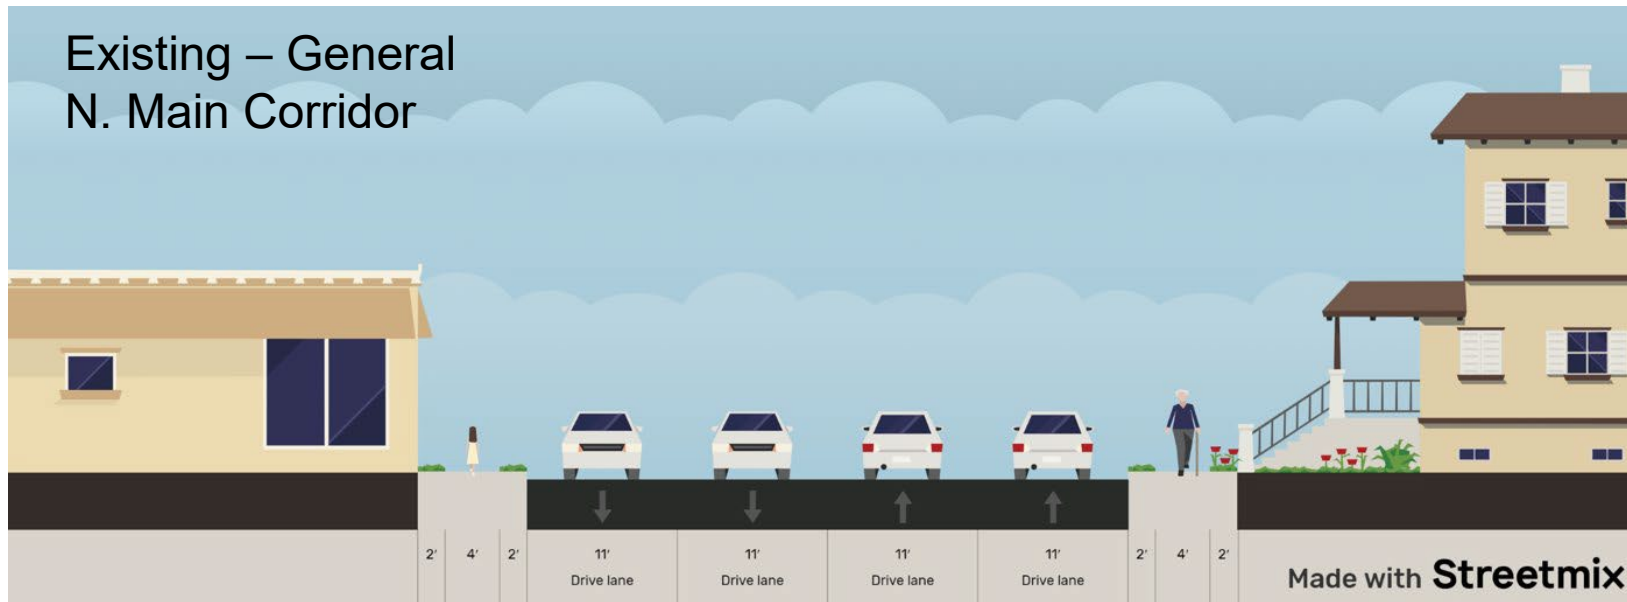 Existing – General
N. Main Corridor
2' 4' 2' 11' 11' 11' 11' 2' 4' 2'
Drive lane Drive lane Drive lane Drive lane
Made with Streetmix